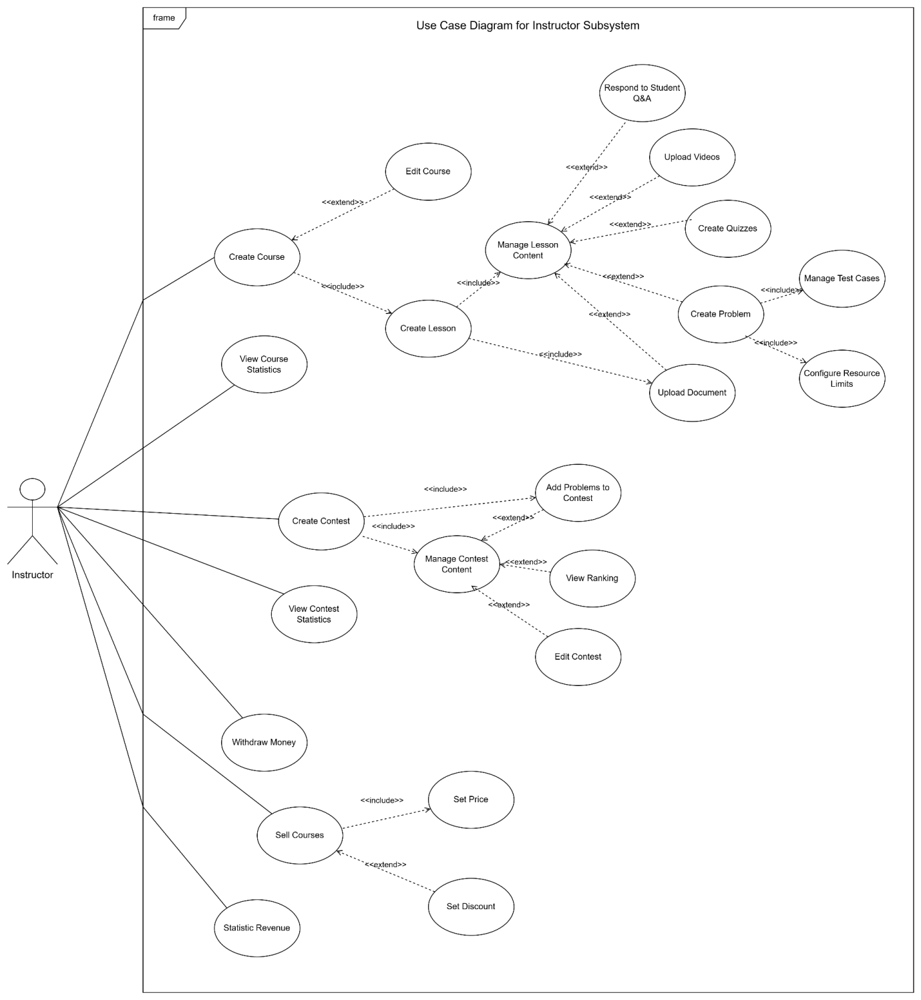 frame
Use Case Diagram for Instructor Subsystem
Respond to Student
Q&A
<<extend>>
Upload Videos
<<extend>>
Edit Course
<<extend>>
Create Quizzes
<<extend>>
Manage Lesson
Content
Create Course
<<include>>
<<include>>
<<extend>>
Manage Test Cases
<<include>>
Create Problem
<<extend>>
Create Lesson
<<include>>
<<include>>
View Course
Statistics
Configure Resource
Limits
Upload Document
Add Problems to
Contest
<<include>>
<<extend>>
Create Contest
<<include>>
Manage Contest
Content
<<extend>>
View Ranking
Instructor
<<extend>>
View Contest
Statistics
Edit Contest
Withdraw Money
Set Price
<<include>>
Sell Courses
<<extend>>
Set Discount
Statistic Revenue